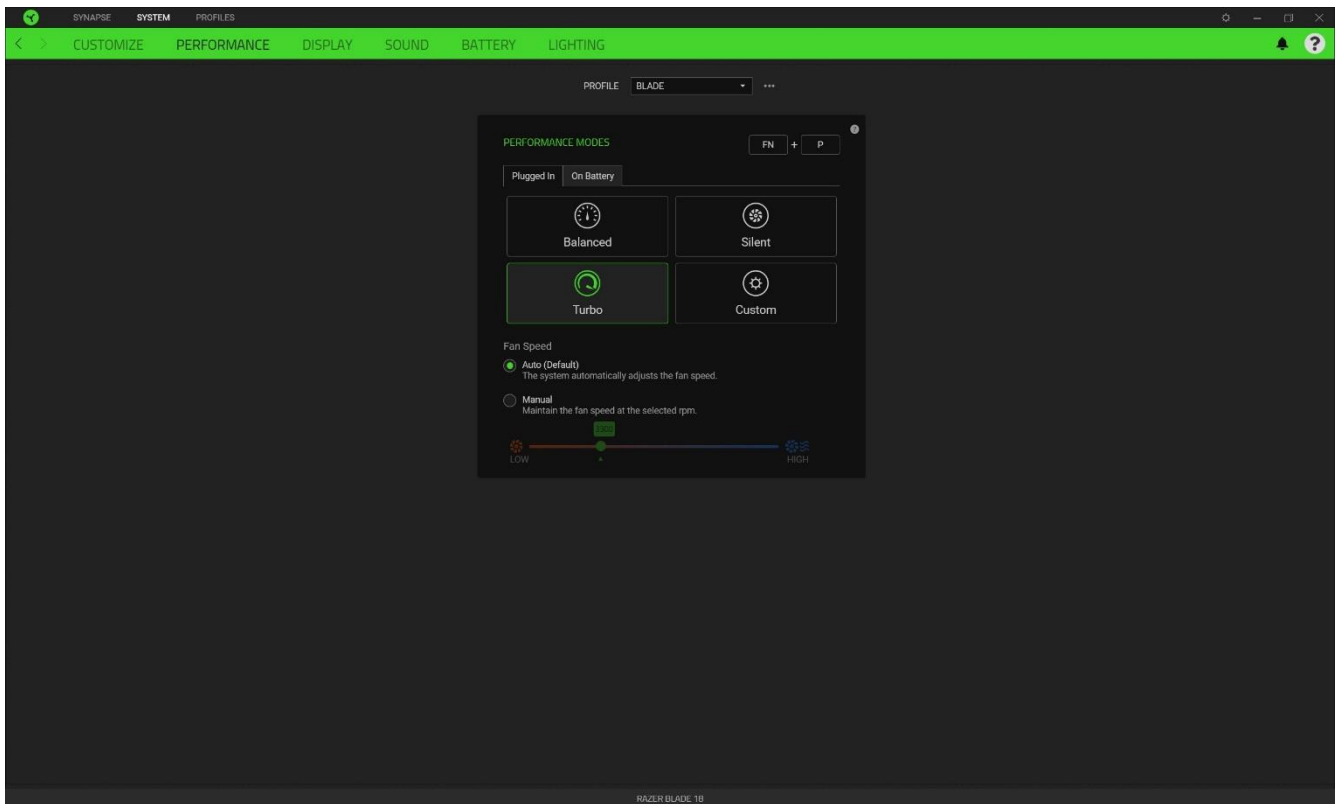 SYNAPSE SYSTEM PROFILES
CUSTOMIZE PERFORMANCE DISPLAY SOUND BATTERY LIGHTING ?
PROFILE BLADE
PERFORMANCE MODES FN + P ?
Plugged In On Battery
Balanced Silent
Turbo Custom
Fan Speed
Auto (Default)
The system automatically adjusts the fan speed.
Manual
Maintain the fan speed at the selected rpm.
LOW HIGH
RAZER BLADE 18